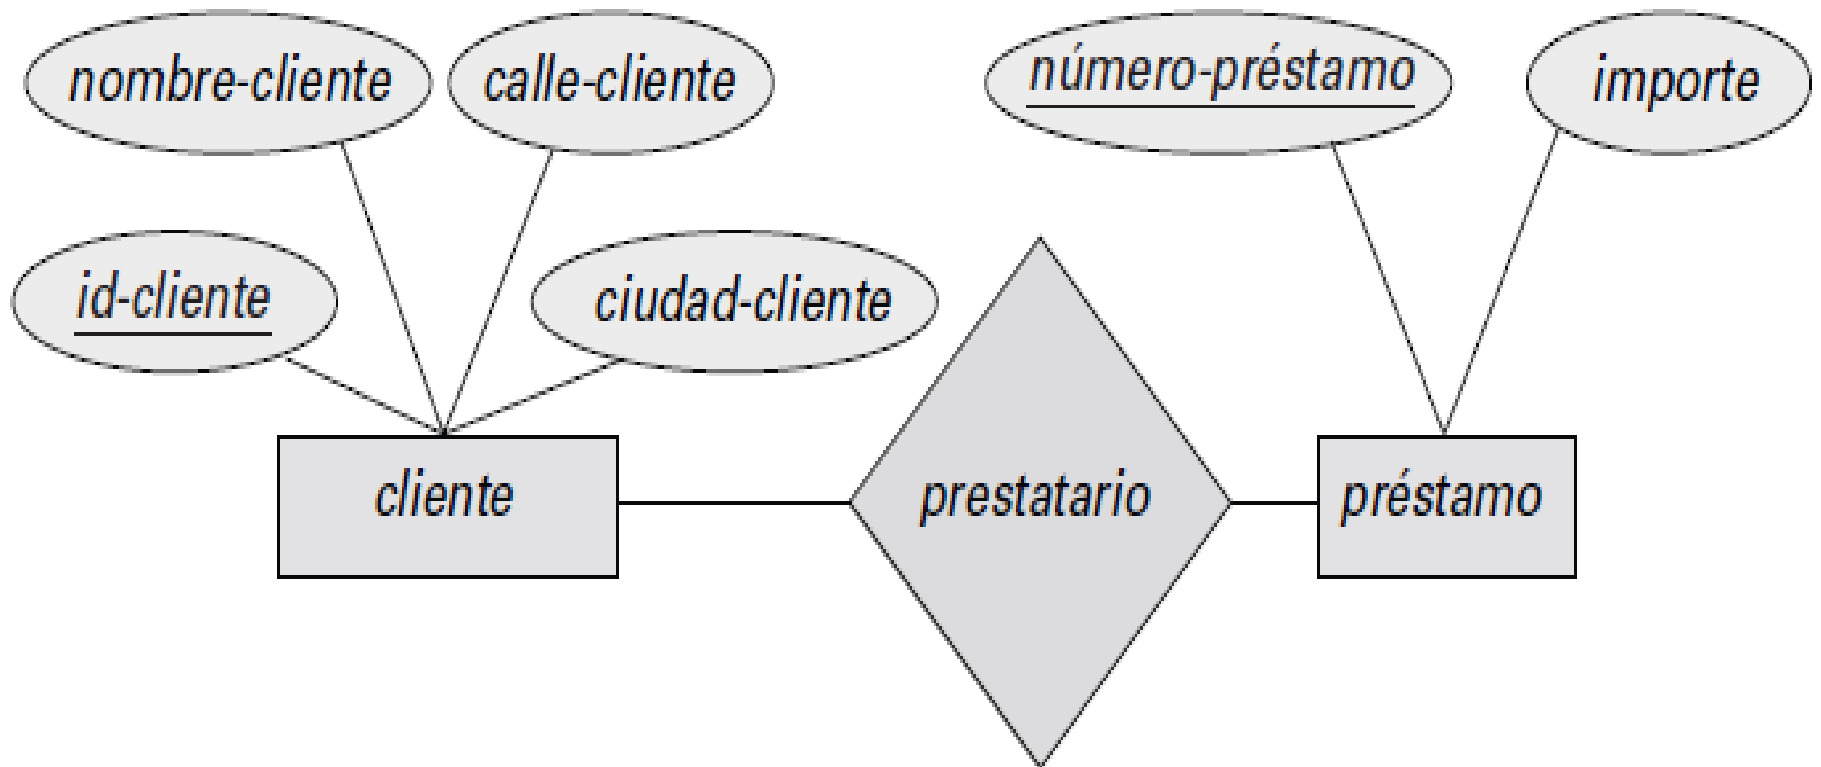 nombre-cliente
calle-cliente
número-préstamo
importe
id-cliente
ciudad-cliente
cliente
prestatario
préstamo